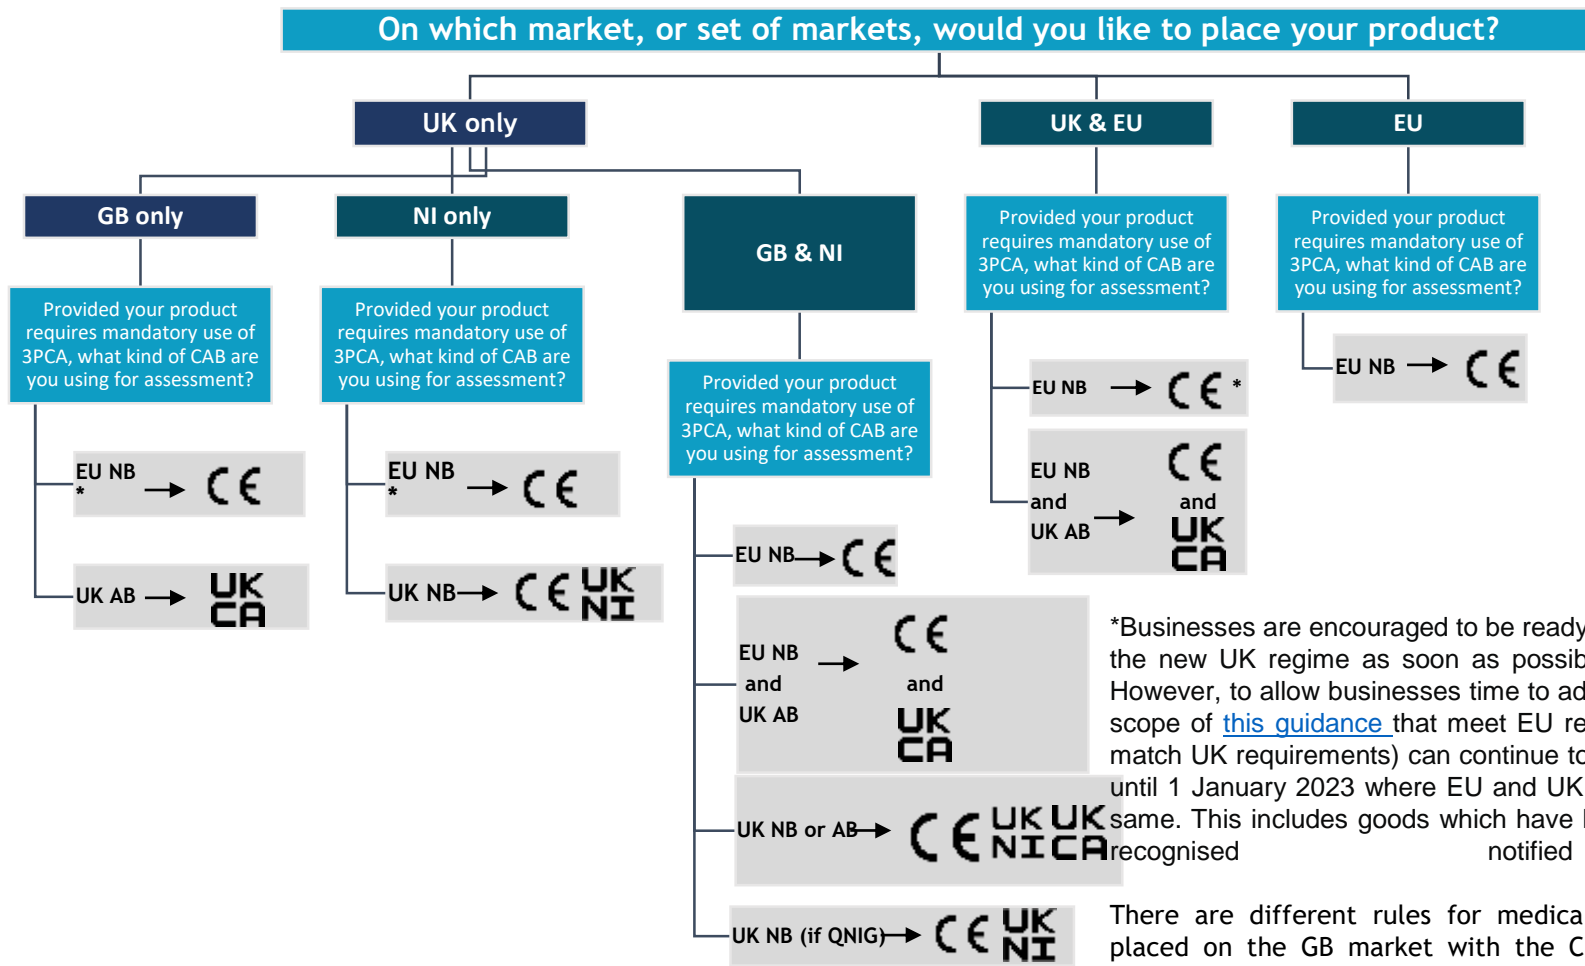 On which market, or set of markets, would you like to place your product?
UK only
UK & EU
EU
GB only
NI only
GB & NI
Provided your product
requires mandatory use of
3PCA, what kind of CAB are
you using for assessment?
EU NB
*
CE
UK AB
UK
CA
Provided your product
requires mandatory use of
3PCA, what kind of CAB are
you using for assessment?
EU NB
*
CE
UK NB
CE
UK
NI
Provided your product
requires mandatory use of
3PCA, what kind of CAB are
you using for assessment?
EU NB
CE
EU NB
and
UK AB
CE
and
UK
CA
UK NB or AB
CE
UK
NI
UK
CA
UK NB (if QNIG)
CE
UK
NI
Provided your product
requires mandatory use of
3PCA, what kind of CAB are
you using for assessment?
EU NB
CE *
EU NB
and
UK AB
CE
and
UK
CA
Provided your product
requires mandatory use of
3PCA, what kind of CAB are
you using for assessment?
EU NB
CE
*Businesses are encouraged to be ready
the new UK regime as soon as possib
However, to allow businesses time to ad
scope of this guidance that meet EU re
match UK requirements) can continue to
until 1 January 2023 where EU and UK
same. This includes goods which have
recognised notified
There are different rules for medica
placed on the GB market with the C